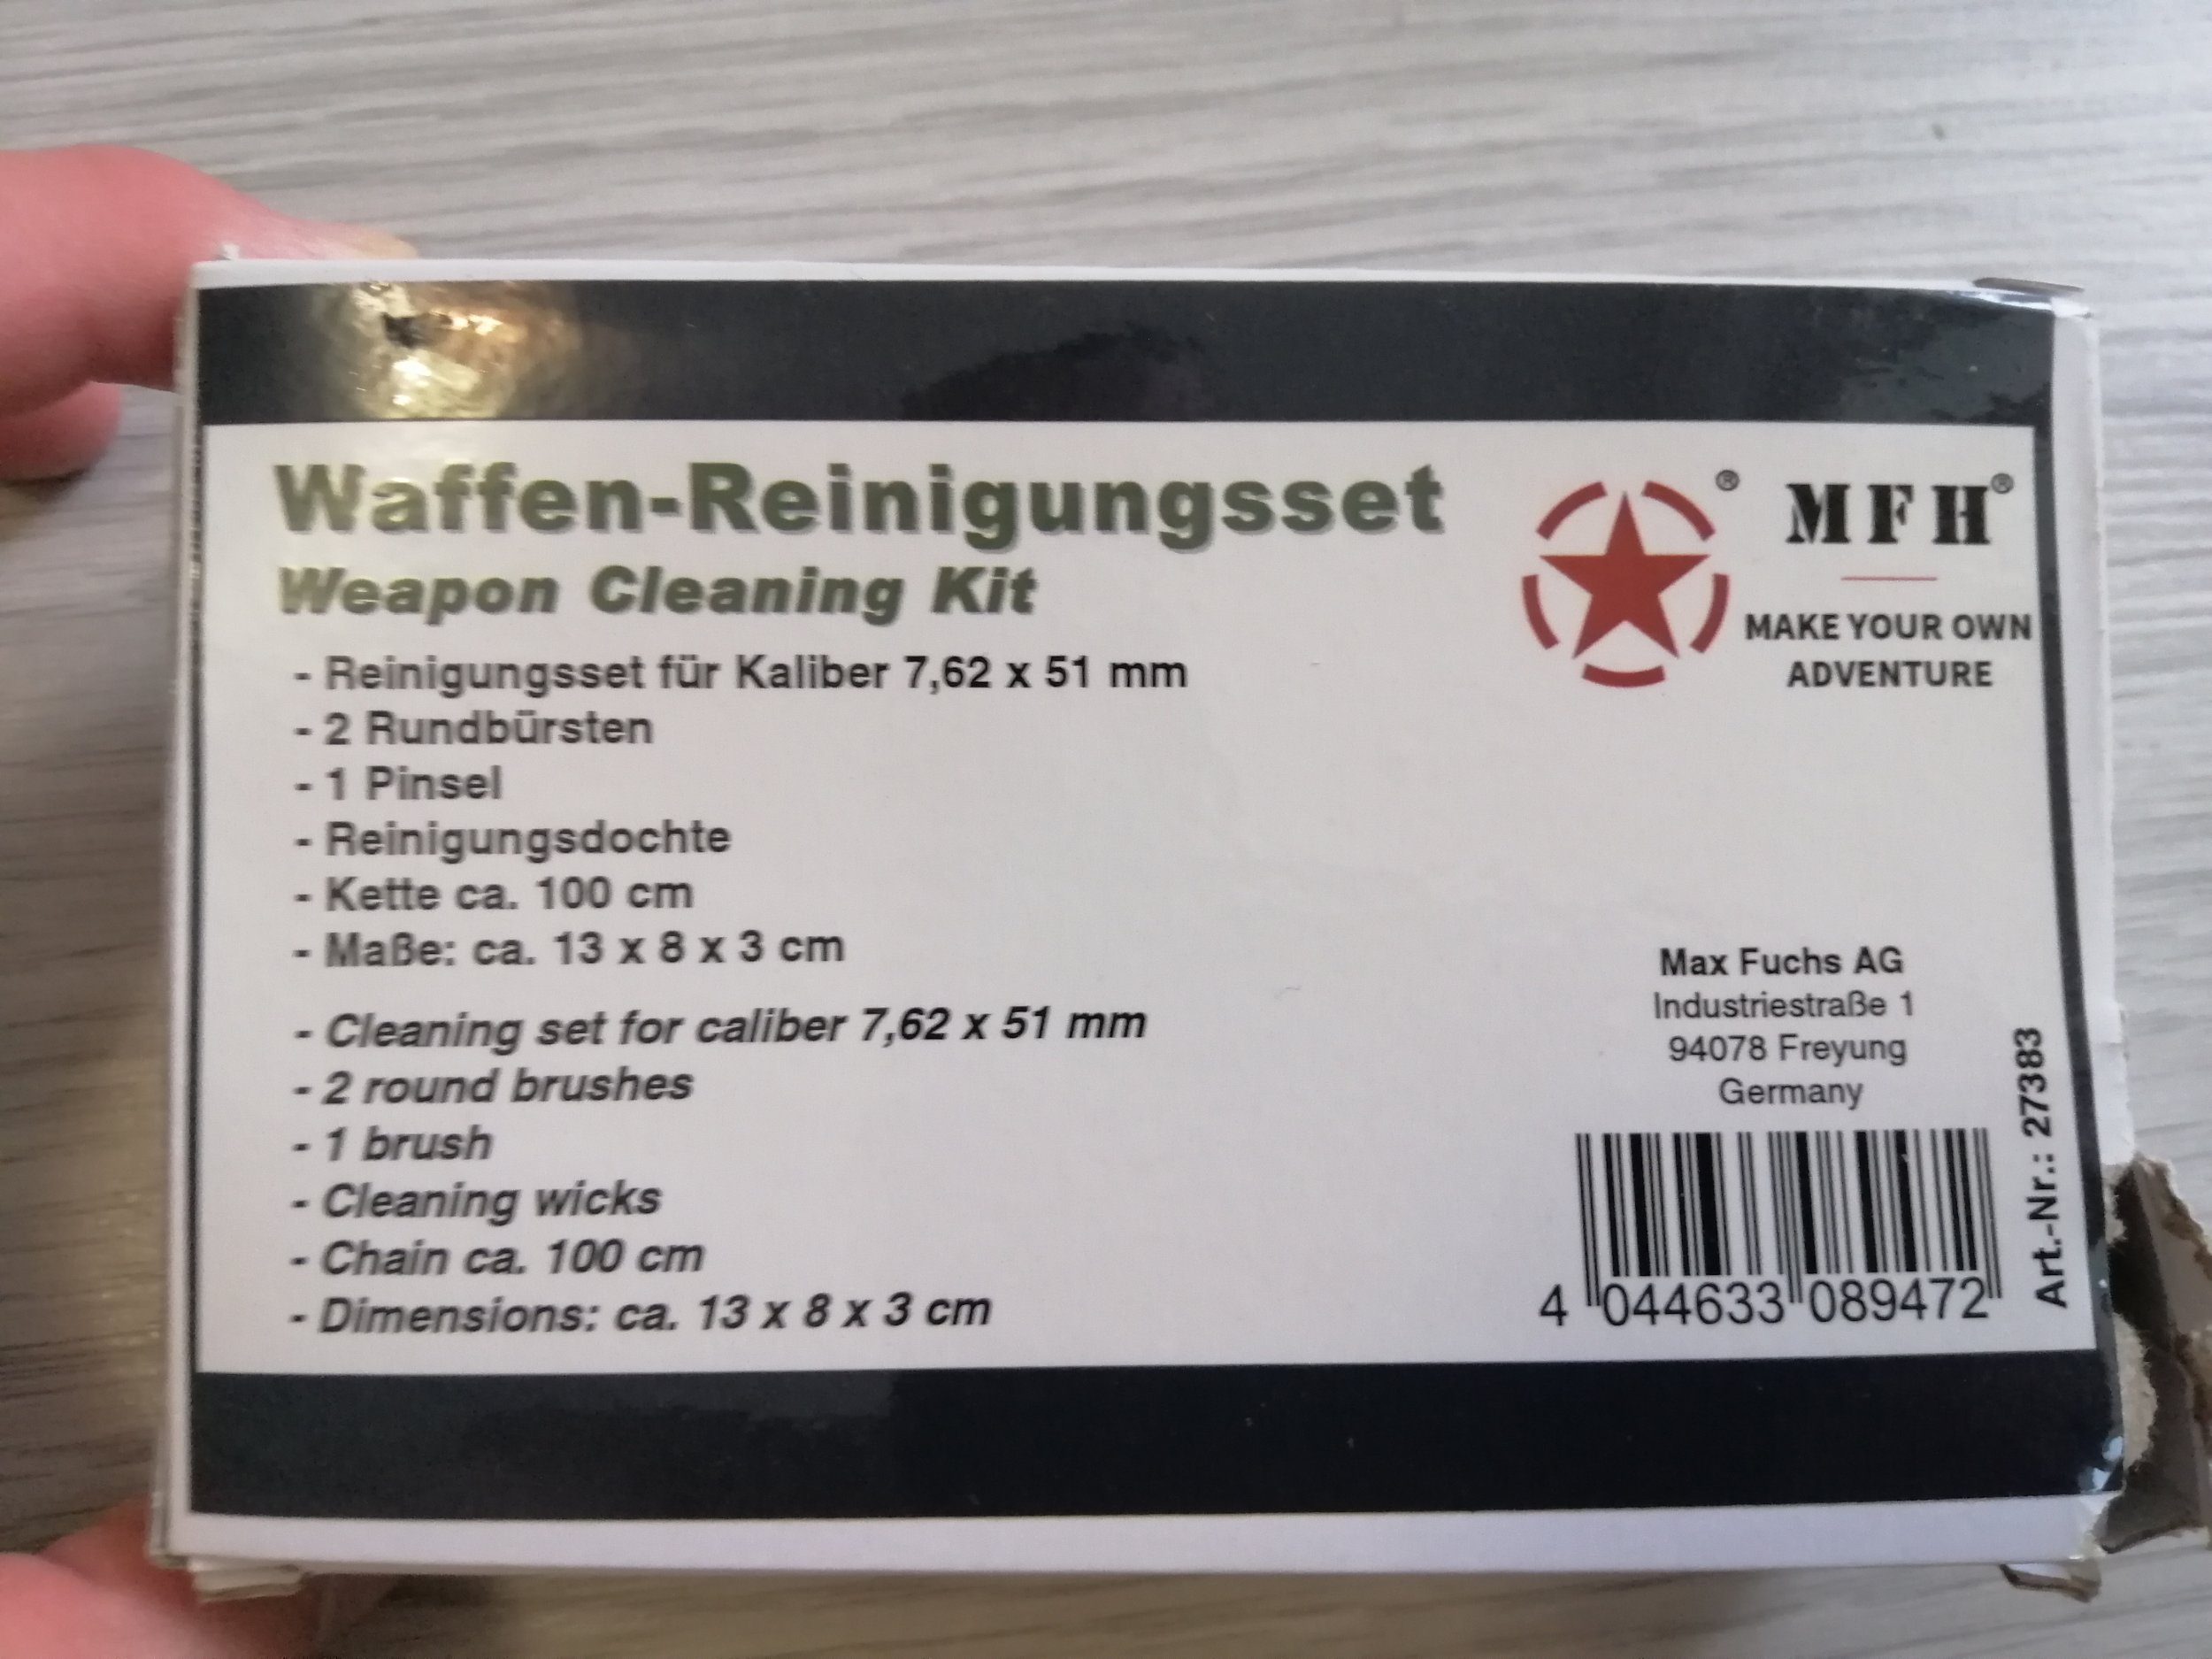 Waffen-Reinigungsset
Weapon Cleaning Kit
- Reinigungsset für Kaliber 7,62 x 51 mm
- 2 Rundbürsten
- 1 Pinsel
- Reinigungsdochte
- Kette ca. 100 cm
- Maße: ca. 13 x 8 x 3 cm
- Cleaning set for caliber 7,62 x 51 mm
- 2 round brushes
- 1 brush
- Cleaning wicks
- Chain ca. 100 cm
- Dimensions: ca. 13 x 8 x 3 cm
®
MFH®
MAKE YOUR OWN
ADVENTURE
Max Fuchs AG
Industriestraße 1
94078 Freyung
Germany
4 044633 089472
Art.-Nr.: 27383